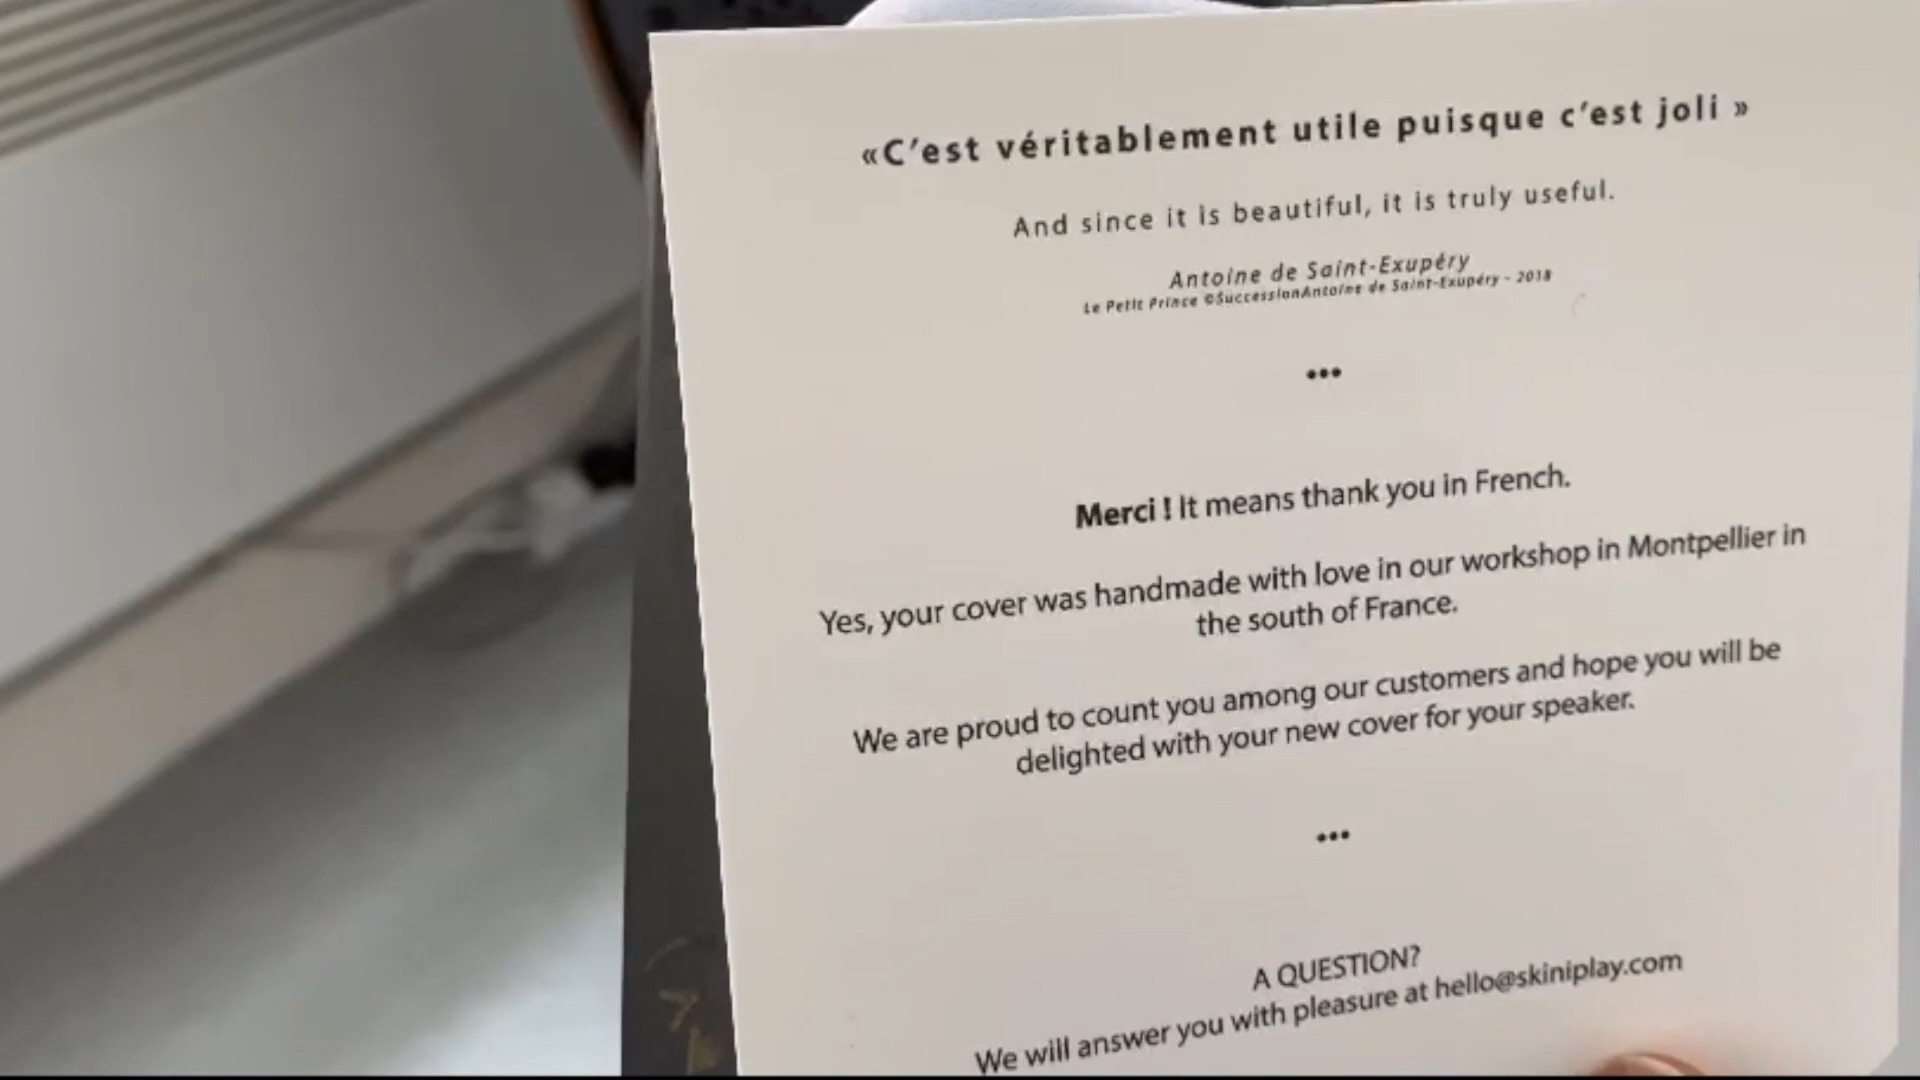 «C'est véritablement utile puisque c'est joli »
And since it is beautiful, it is truly useful.
Antoine de Saint-Exupéry
Le Petit Prince ©SuccessionAntoine de Saint-Exupéry - 2018
•••
Merci ! It means thank you in French.
Yes, your cover was handmade with love in our workshop in Montpellier in
the south of France.
We are proud to count you among our customers and hope you will be
delighted with your new cover for your speaker.
•••
A QUESTION?
We will answer you with pleasure at hello@skiniplay.com